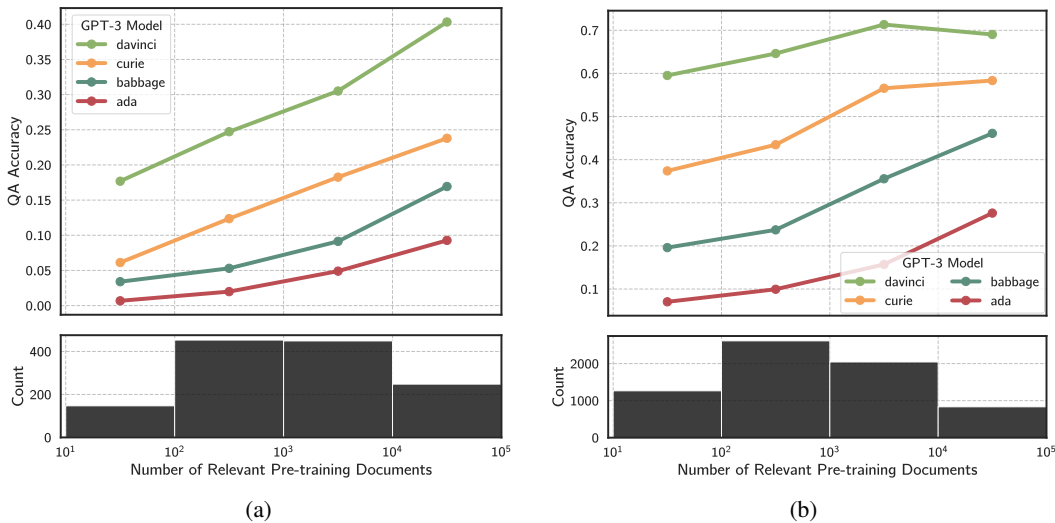 GPT-3 Model
davinci
curie
babbage
ada
QA Accuracy
0.40
0.35
0.30
0.25
0.20
0.15
0.10
0.05
0.00
Count
400
200
0
10^1 10^2 10^3 10^4 10^5
Number of Relevant Pre-training Documents
(a)
QA Accuracy
0.7
0.6
0.5
0.4
0.3
0.2
0.1
GPT-3 Model
davinci babbage
curie ada
Count
2000
1000
0
10^1 10^2 10^3 10^4 10^5
Number of Relevant Pre-training Documents
(b)